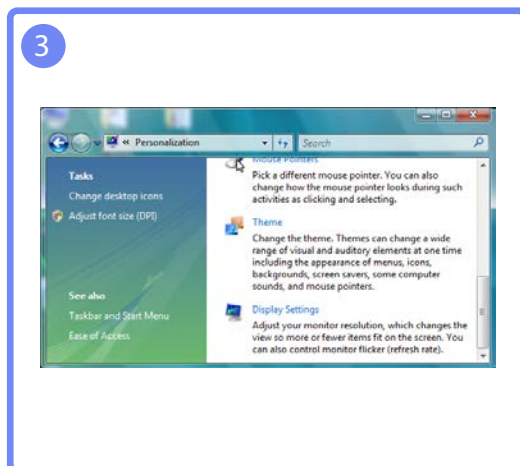 3
« Personalization
Search
Tasks
Change desktop icons
Adjust font size (DPI)
See also
Taskbar and Start Menu
Ease of Access
Mouse Pointers
Pick a different mouse pointer. You can also
change how the mouse pointer looks during such
activities as clicking and selecting.
Theme
Change the theme. Themes can change a wide
range of visual and auditory elements at one time
including the appearance of menus, icons,
backgrounds, screen savers, some computer
sounds, and mouse pointers.
Display Settings
Adjust your monitor resolution, which changes the
view so more or fewer items fit on the screen. You
can also control monitor flicker (refresh rate).